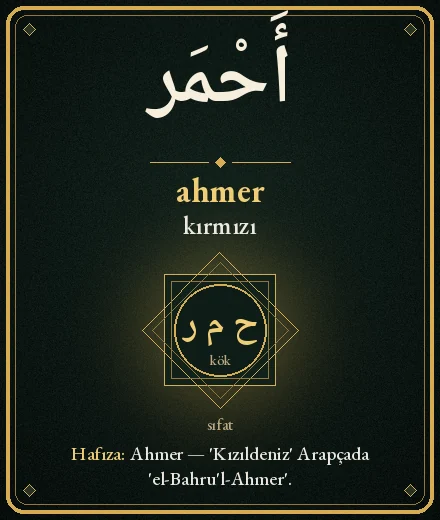 أَحْمَر
ahmer
kırmızı
ح م ر
kök
sıfat
Hafıza: Ahmer — 'Kızıldeniz' Arapçada
'el-Bahru'l-Ahmer'.